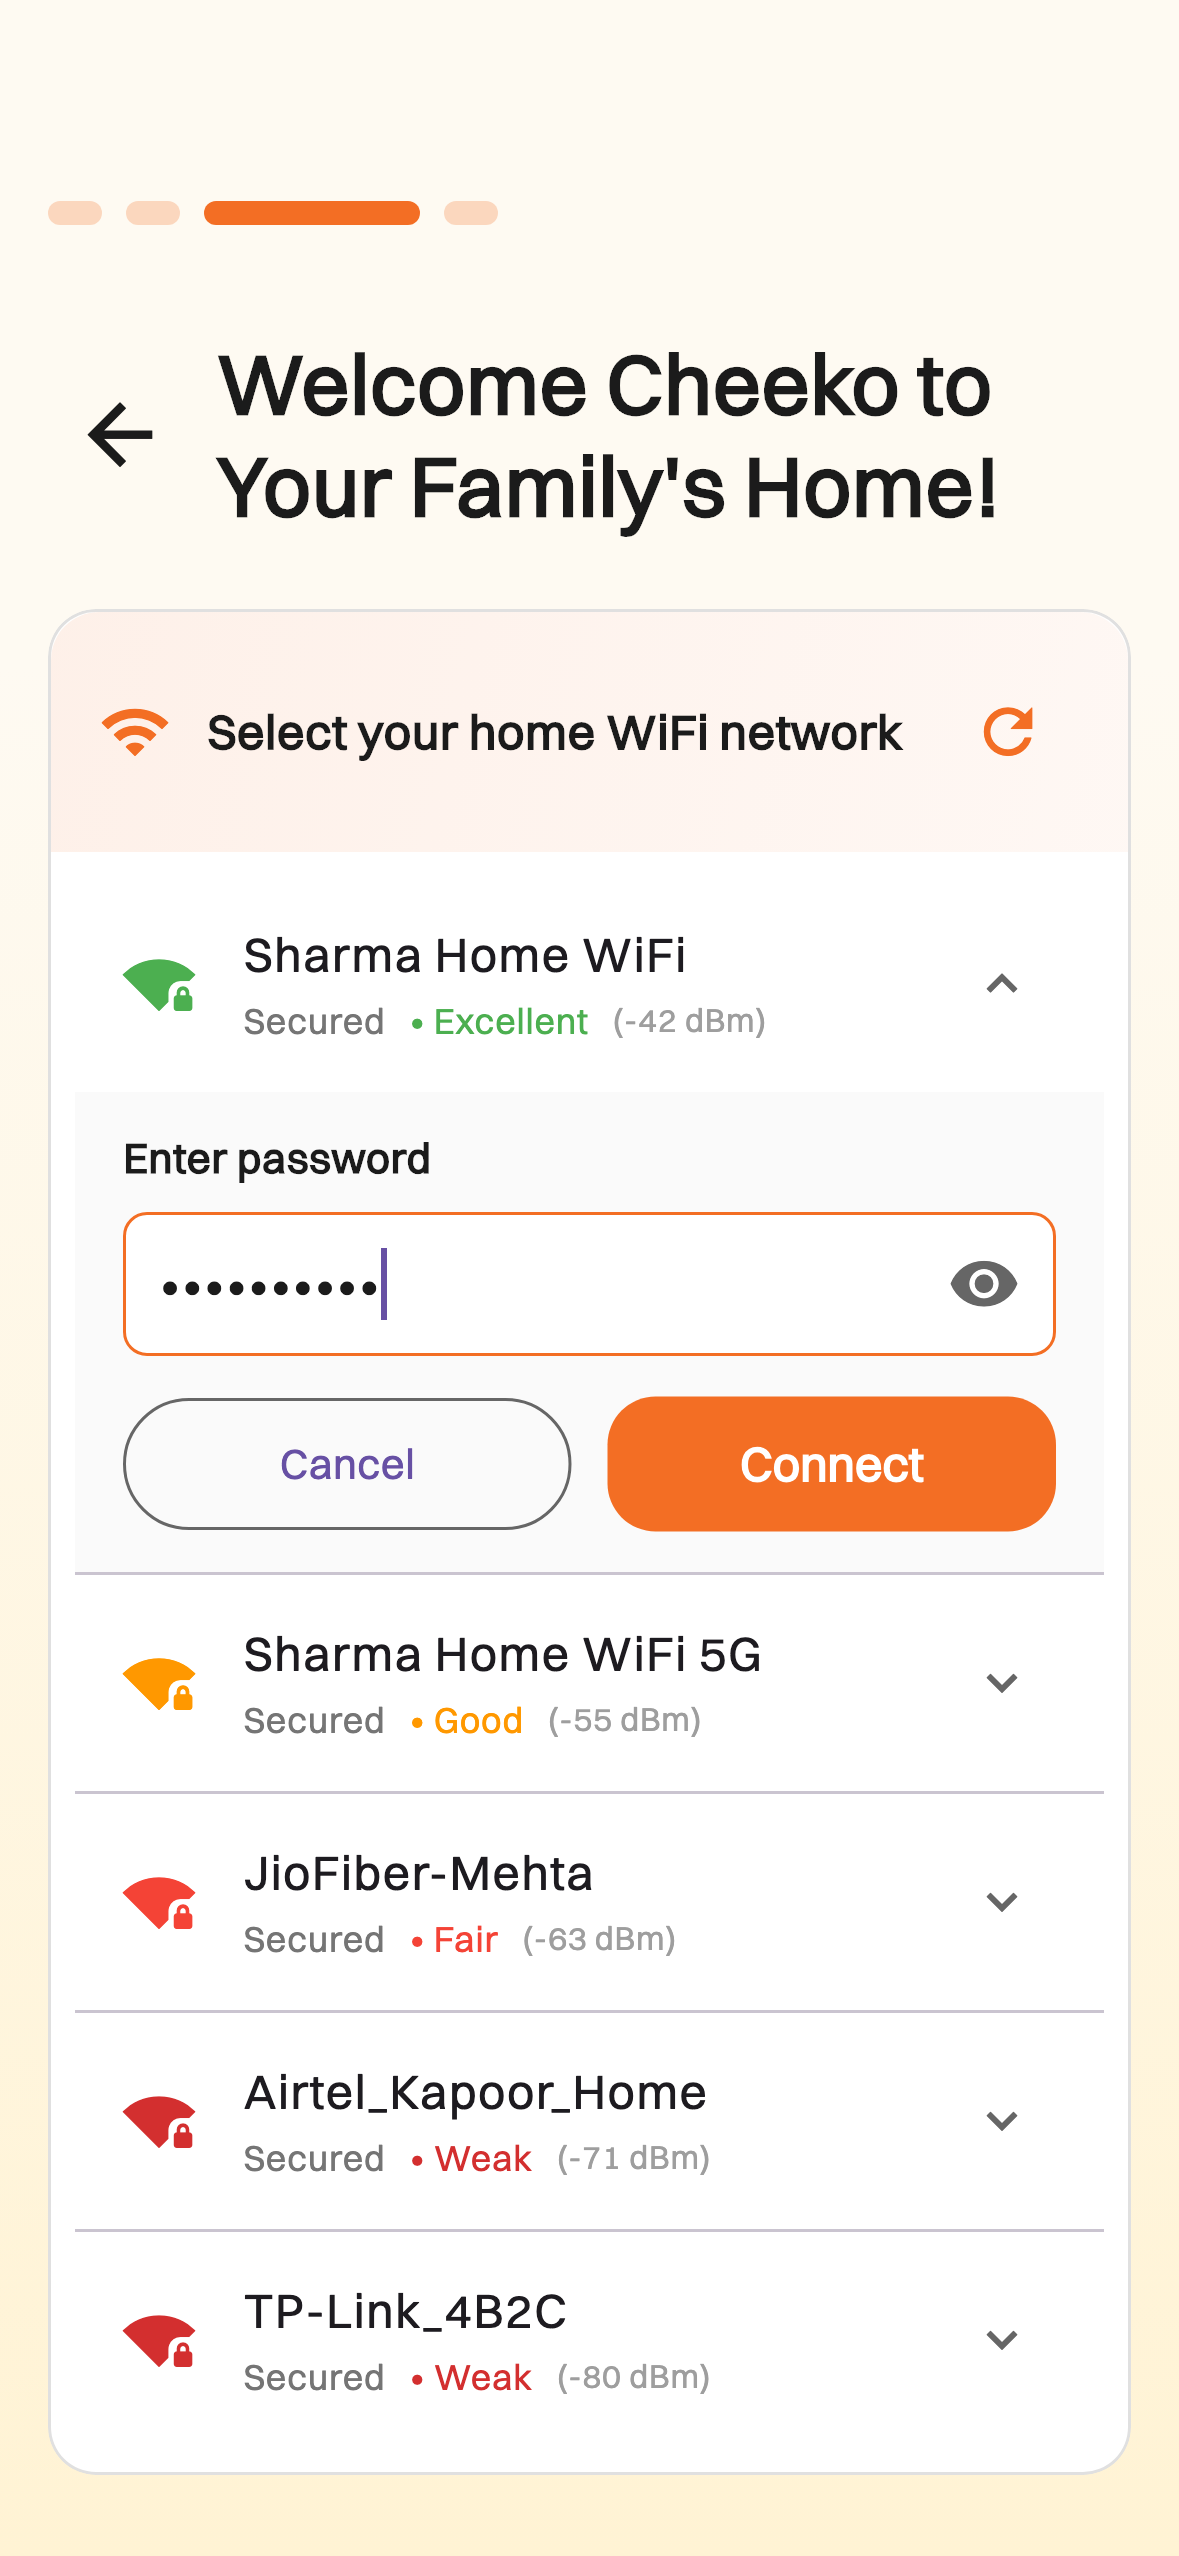 Welcome Cheeko to
Your Family's Home!
Select your home WiFi network
Sharma Home WiFi
Secured • Excellent (-42 dBm)
Enter password
••••••••••
Cancel
Connect
Sharma Home WiFi 5G
Secured • Good (-55 dBm)
JioFiber-Mehta
Secured • Fair (-63 dBm)
Airtel_Kapoor_Home
Secured • Weak (-71 dBm)
TP-Link_4B2C
Secured • Weak (-80 dBm)